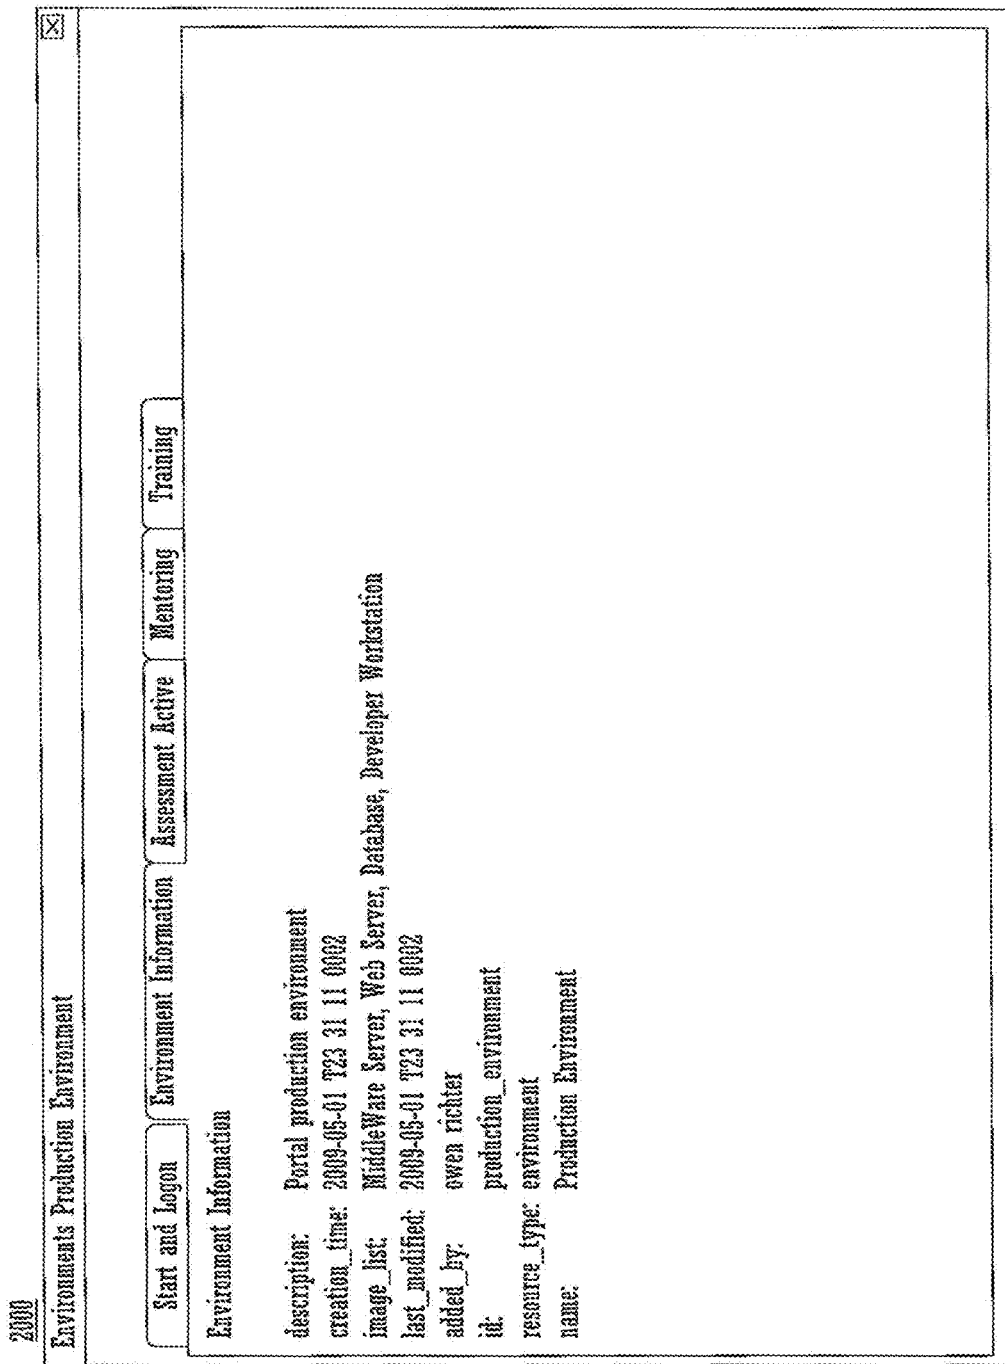 2000
Environments Production Environment
Start and Logon Environment Information Assessment Active Mentoring Training
Environment Information
description: Portal production environment
creation_time: 2009-05-01 T23 31 11 0002
image_list: MiddleWare Server, Web Server, Database, Developer Workstation
last_modified: 2009-05-01 T23 31 11 0002
added_by: owen richter
id: production_environment
resource_type: environment
name: Production Environment